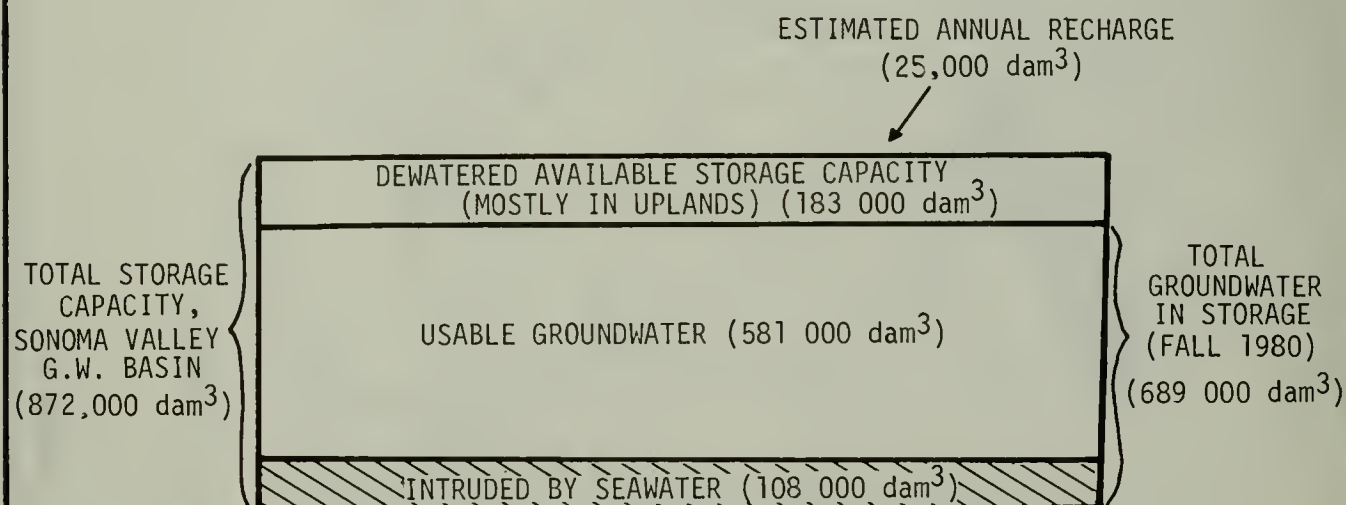 ESTIMATED ANNUAL RECHARGE
(25,000 dam³)
DEWATERED AVAILABLE STORAGE CAPACITY
(MOSTLY IN UPLANDS) (183 000 dam³)
TOTAL STORAGE
CAPACITY,
SONOMA VALLEY
G.W. BASIN
(872,000 dam³)
USABLE GROUNDWATER (581 000 dam³)
TOTAL
GROUNDWATER
IN STORAGE
(FALL 1980)
(689 000 dam³)
INTRUDED BY SEAWATER (108 000 dam³)